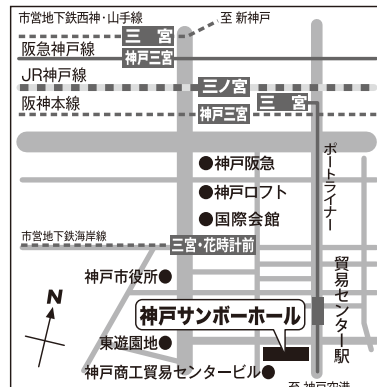 市営地下鉄西神・山手線
至 新神戸
三 宮
阪急神戸線
神戸三宮
JR神戸線
三ノ宮
三 宮
阪神本線
神戸三宮
ポートライナー
●神戸阪急
●神戸ロフト
●国際会館
市営地下鉄海岸線
三宮・花時計前
貿易センター駅
神戸市役所●
N
神戸サンボーホール
東遊園地●
神戸商工貿易センタービル●
至 神戸空港